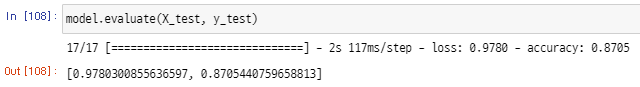 In [108]: model.evaluate(X_test, y_test)
17/17 [==============================] - 2s 117ms/step - loss: 0.9780 - accuracy: 0.8705
Out[108]: [0.9780300855636597, 0.8705440759658813]